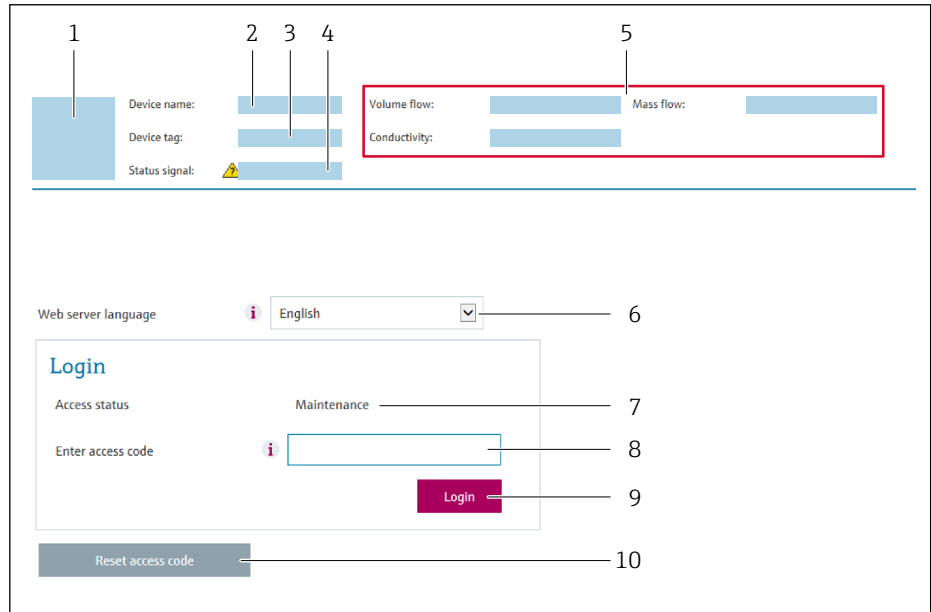 1 2 3 4 5
Device name: Volume flow: Mass flow:
Device tag: Conductivity:
Status signal: ?
Web server language i English 6
Login
Access status Maintenance 7
Enter access code i 8
Login 9
Reset access code 10